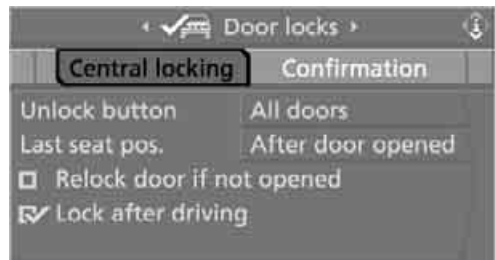 Door locks
Central locking Confirmation
Unlock button All doors
Last seat pos. After door opened
Relock door if not opened
Lock after driving